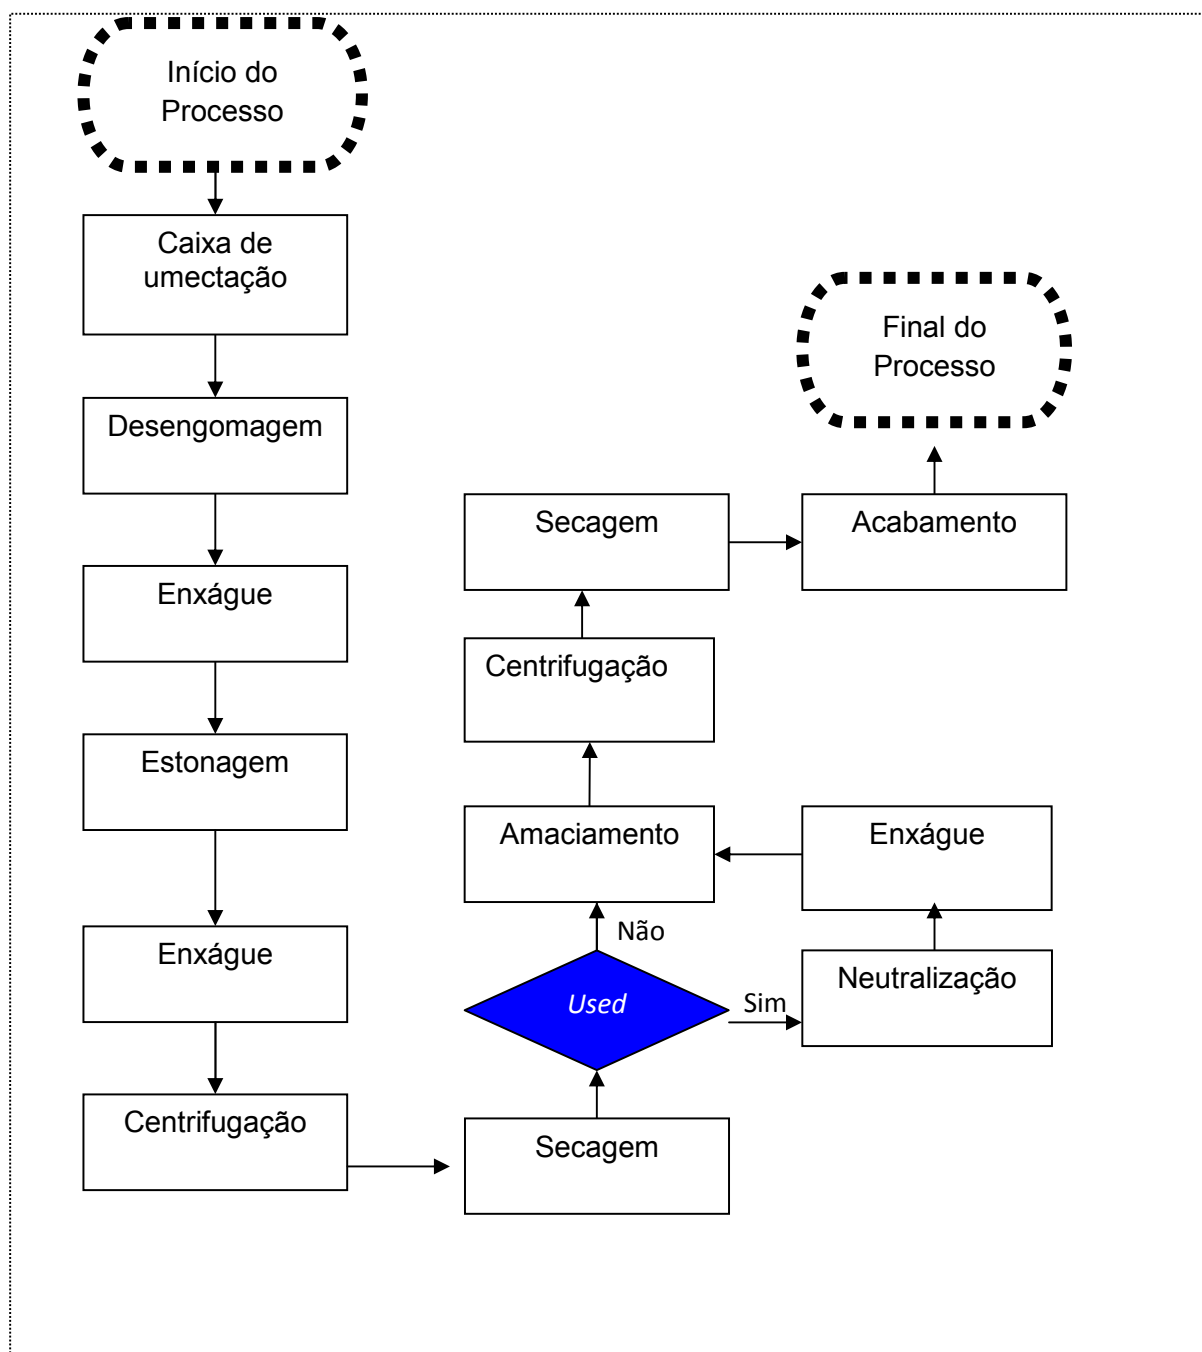 Início do
Processo
Caixa de
umectação
Desengomagem
Enxágue
Estonagem
Enxágue
Centrifugação
Secagem
Used
Sim
Não
Neutralização
Enxágue
Amaciamento
Centrifugação
Secagem
Acabamento
Final do
Processo